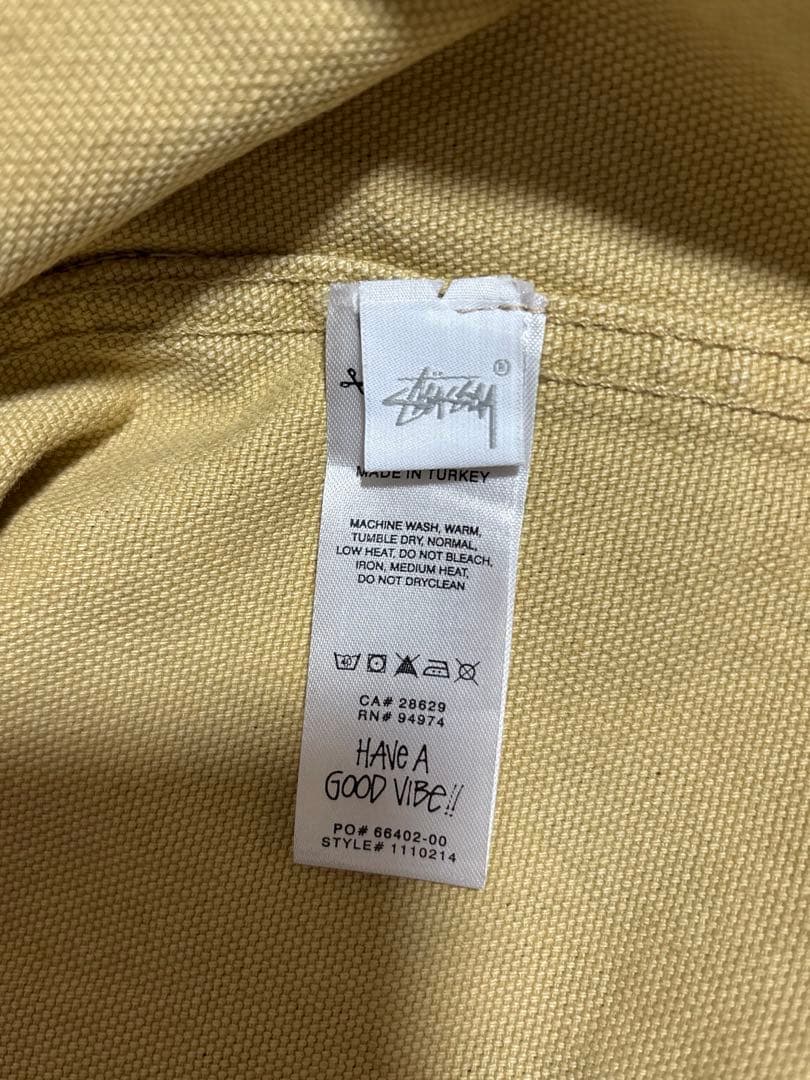 STÜSSY ®
MADE IN TURKEY
MACHINE WASH, WARM,
TUMBLE DRY, NORMAL,
LOW HEAT, DO NOT BLEACH,
IRON, MEDIUM HEAT,
DO NOT DRYCLEAN
40
CA# 28629
RN# 94974
HAVE A
GOOD VIBE!!
PO# 66402-00
STYLE# 1110214